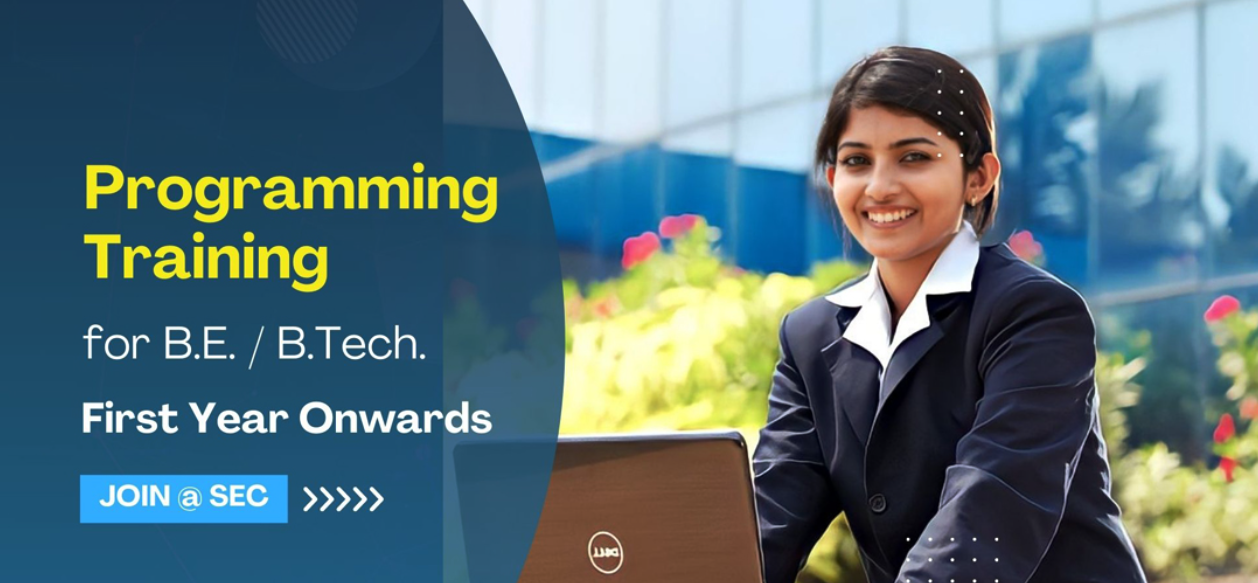 Programming
Training
for B.E. / B.Tech.
First Year Onwards
JOIN @ SEC >>>>>
DELL